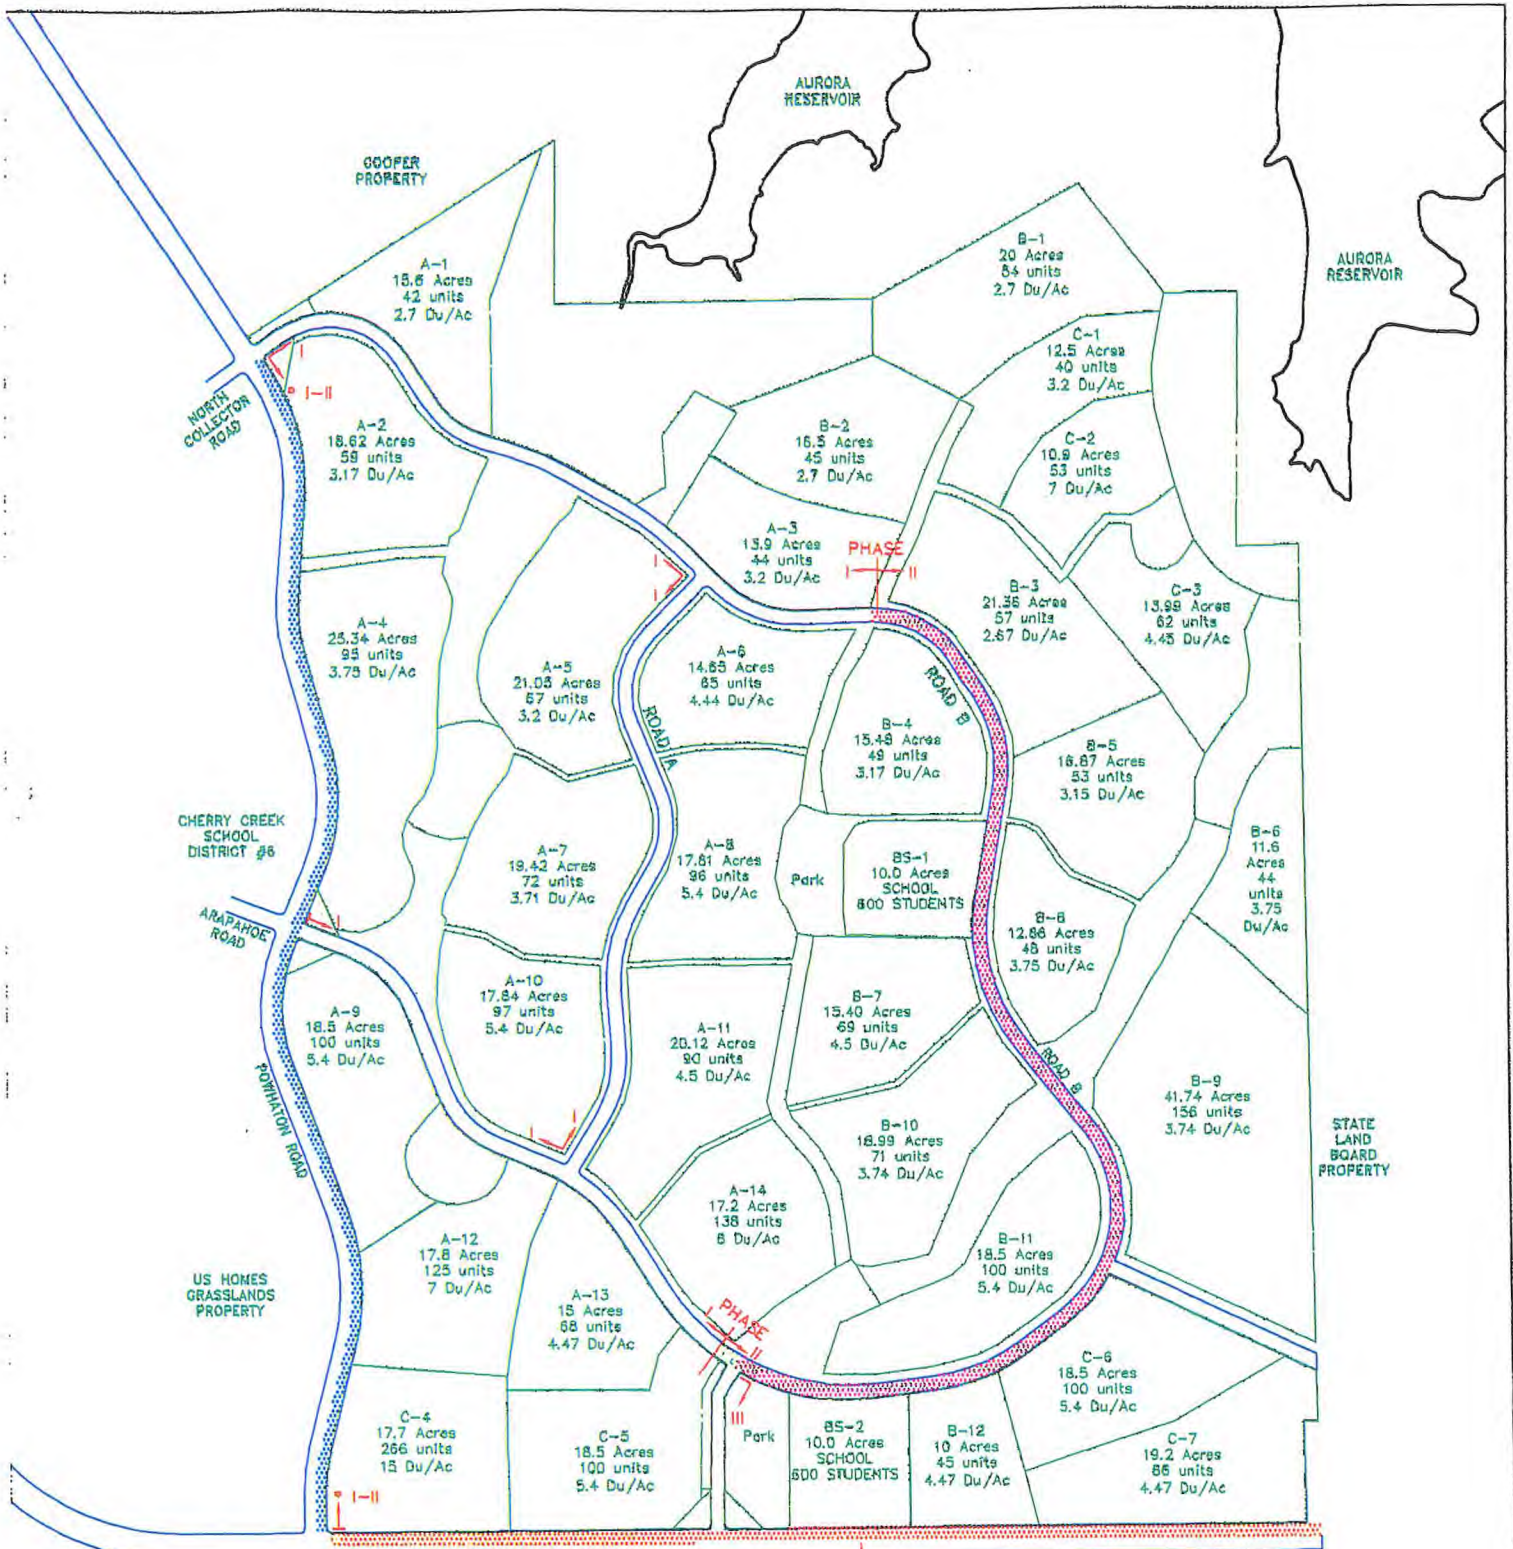 AURORA
RESERVOIR
COOPER
PROPERTY
B-1
20 Acres
54 units
2.7 Du/Ac
AURORA
RESERVOIR
A-1
15.6 Acres
42 units
2.7 Du/Ac
C-1
12.5 Acres
40 units
3.2 Du/Ac
I
I-II
NORTH
COLLECTOR
ROAD
A-2
18.62 Acres
59 units
3.17 Du/Ac
B-2
16.5 Acres
45 units
2.7 Du/Ac
C-2
10.9 Acres
53 units
7 Du/Ac
A-3
13.9 Acres
44 units
3.2 Du/Ac
PHASE
I
II
I
I
B-3
21.36 Acres
57 units
2.67 Du/Ac
C-3
13.99 Acres
62 units
4.45 Du/Ac
A-4
25.34 Acres
95 units
3.75 Du/Ac
A-5
21.03 Acres
67 units
3.2 Du/Ac
A-6
14.65 Acres
65 units
4.44 Du/Ac
ROAD A
ROAD B
B-4
15.49 Acres
49 units
3.17 Du/Ac
B-5
16.87 Acres
53 units
3.15 Du/Ac
CHERRY CREEK
SCHOOL
DISTRICT #6
A-7
19.42 Acres
72 units
3.71 Du/Ac
A-8
17.81 Acres
96 units
5.4 Du/Ac
Park
BS-1
10.0 Acres
SCHOOL
600 STUDENTS
B-6
11.6
Acres
44
units
3.75
Du/Ac
ARAPAHOE
ROAD
I
B-8
12.86 Acres
48 units
3.75 Du/Ac
A-9
18.5 Acres
100 units
5.4 Du/Ac
A-10
17.84 Acres
97 units
5.4 Du/Ac
A-11
20.12 Acres
90 units
4.5 Du/Ac
B-7
15.40 Acres
69 units
4.5 Du/Ac
ROAD B
POWHATON ROAD
B-9
41.74 Acres
156 units
3.74 Du/Ac
I
I
B-10
18.99 Acres
71 units
3.74 Du/Ac
STATE
LAND
BOARD
PROPERTY
A-14
17.2 Acres
138 units
8 Du/Ac
A-12
17.8 Acres
125 units
7 Du/Ac
B-11
18.5 Acres
100 units
5.4 Du/Ac
US HOMES
GRASSLANDS
PROPERTY
A-13
15 Acres
68 units
4.47 Du/Ac
PHASE
I
II
III
C-6
18.5 Acres
100 units
5.4 Du/Ac
C-4
17.7 Acres
266 units
15 Du/Ac
C-5
18.5 Acres
100 units
5.4 Du/Ac
Park
BS-2
10.0 Acres
SCHOOL
600 STUDENTS
B-12
10 Acres
45 units
4.47 Du/Ac
C-7
19.2 Acres
86 units
4.47 Du/Ac
I-II